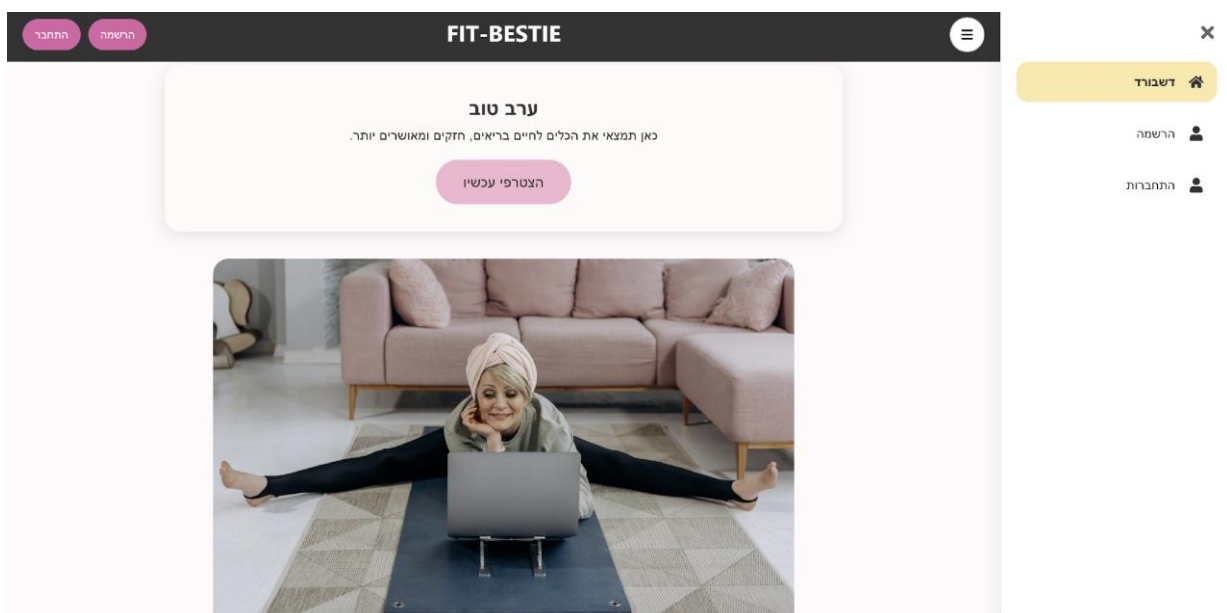 FIT-BESTIE
הרשמה
התחבר
ערב טוב
כאן תמצאי את הכלים לחיים בריאים, חזקים ומאושרים יותר.
הצטרפי עכשיו
דשבורד
הרשמה
התחברות